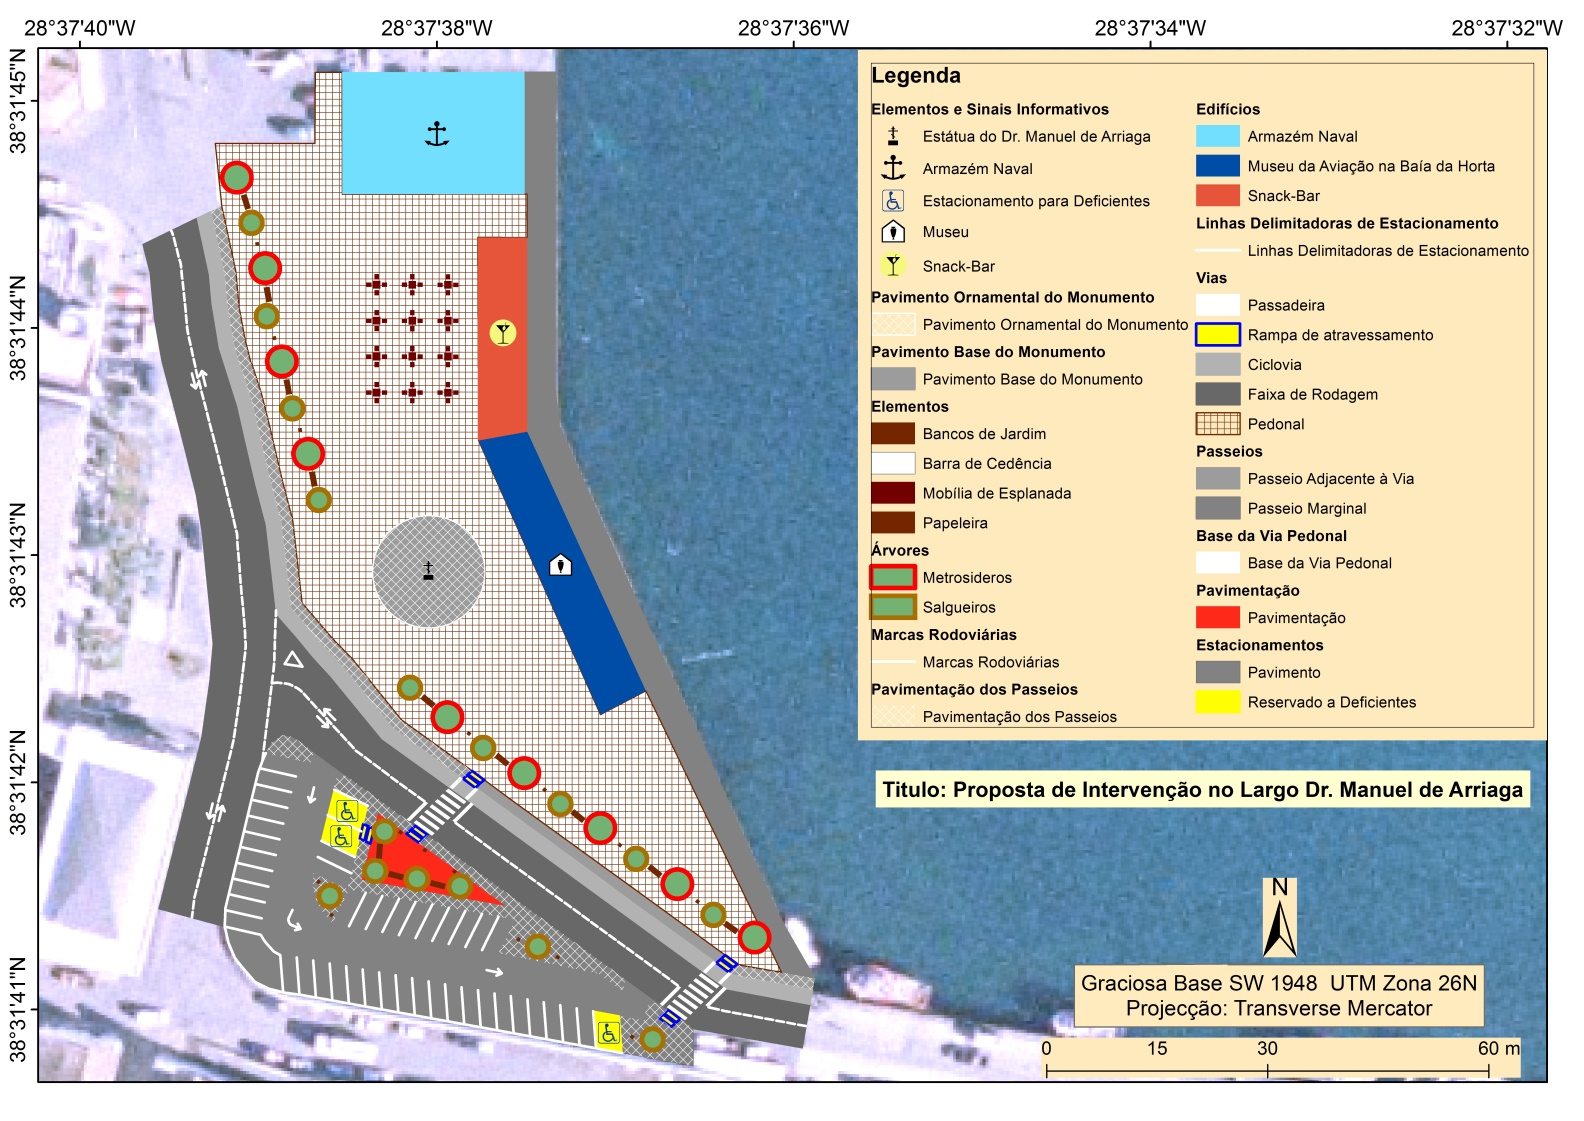 28°37'40"W
28°37'38"W
28°37'36"W
28°37'34"W
28°37'32"W
38°31'45"N
38°31'44"N
38°31'43"N
38°31'42"N
38°31'41"N
Legenda
Elementos e Sinais Informativos
Estátua do Dr. Manuel de Arriaga
Armazém Naval
Estacionamento para Deficientes
Museu
Snack-Bar
Pavimento Ornamental do Monumento
Pavimento Ornamental do Monumento
Pavimento Base do Monumento
Pavimento Base do Monumento
Elementos
Bancos de Jardim
Barra de Cedência
Mobília de Esplanada
Papeleira
Árvores
Metrosideros
Salgueiros
Marcas Rodoviárias
Marcas Rodoviárias
Pavimentação dos Passeios
Pavimentação dos Passeios
Edifícios
Armazém Naval
Museu da Aviação na Baía da Horta
Snack-Bar
Linhas Delimitadoras de Estacionamento
Linhas Delimitadoras de Estacionamento
Vias
Passadeira
Rampa de atravessamento
Ciclovia
Faixa de Rodagem
Pedonal
Passeios
Passeio Adjacente à Via
Passeio Marginal
Base da Via Pedonal
Base da Via Pedonal
Pavimentação
Pavimentação
Estacionamentos
Pavimento
Reservado a Deficientes
Titulo: Proposta de Intervenção no Largo Dr. Manuel de Arriaga
N
Graciosa Base SW 1948 UTM Zona 26N
Projecção: Transverse Mercator
0 15 30 60 m